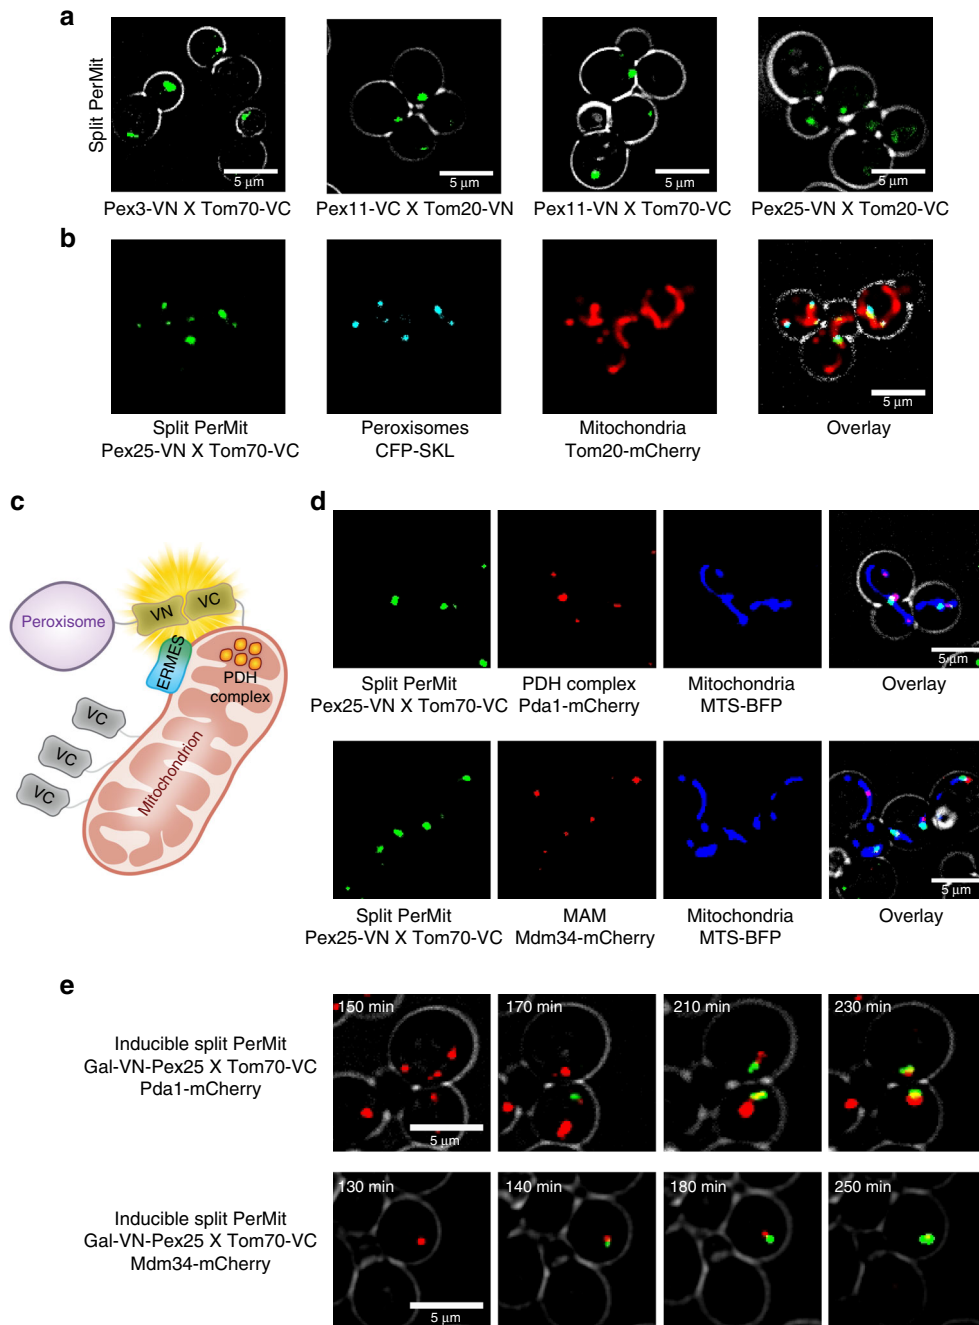 a
Split PerMit
5 μm
5 μm
5 μm
5 μm
Pex3-VN X Tom70-VC
Pex11-VC X Tom20-VN
Pex11-VN X Tom70-VC
Pex25-VN X Tom20-VC
b
5 μm
Split PerMit
Pex25-VN X Tom70-VC
Peroxisomes
CFP-SKL
Mitochondria
Tom20-mCherry
Overlay
c
Peroxisome
VN
VC
ERMES
PDH
complex
VC
VC
VC
Mitochondrion
d
5 μm
Split PerMit
Pex25-VN X Tom70-VC
PDH complex
Pda1-mCherry
Mitochondria
MTS-BFP
Overlay
5 μm
Split PerMit
Pex25-VN X Tom70-VC
MAM
Mdm34-mCherry
Mitochondria
MTS-BFP
Overlay
e
Inducible split PerMit
Gal-VN-Pex25 X Tom70-VC
Pda1-mCherry
150 min
5 μm
170 min
210 min
230 min
Inducible split PerMit
Gal-VN-Pex25 X Tom70-VC
Mdm34-mCherry
130 min
5 μm
140 min
180 min
250 min